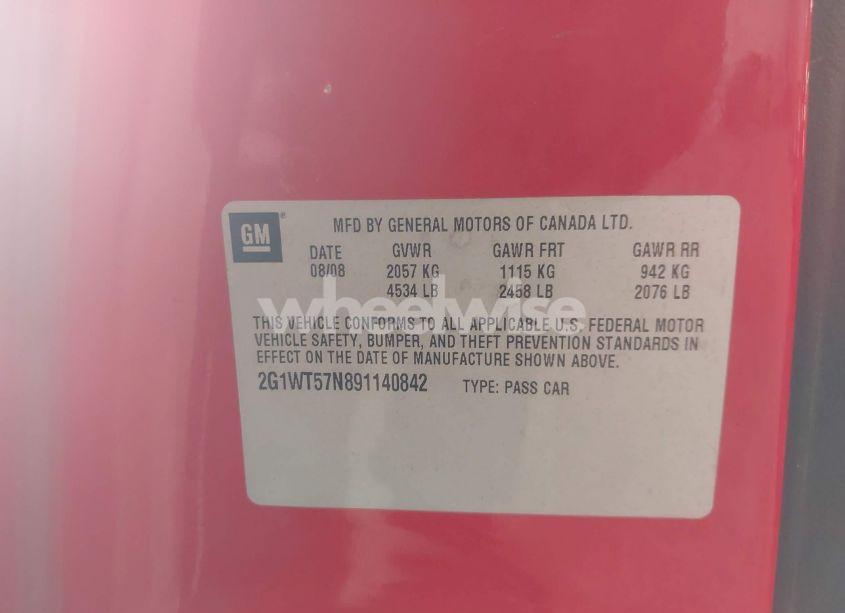 GM ®
MFD BY GENERAL MOTORS OF CANADA LTD.
DATE GVWR GAWR FRT GAWR RR
08/08 2057 KG 1115 KG 942 KG
4534 LB 2458 LB 2076 LB
wheelwise
THIS VEHICLE CONFORMS TO ALL APPLICABLE U.S. FEDERAL MOTOR
VEHICLE SAFETY, BUMPER, AND THEFT PREVENTION STANDARDS IN
EFFECT ON THE DATE OF MANUFACTURE SHOWN ABOVE.
2G1WT57N891140842 TYPE: PASS CAR